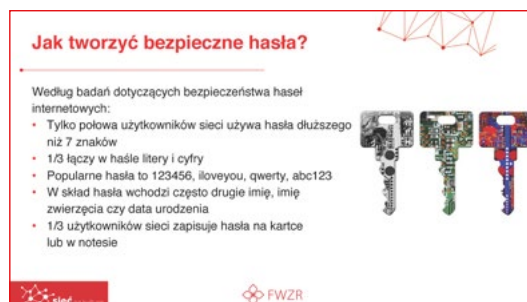 Jak tworzyć bezpieczne hasła?
Według badań dotyczących bezpieczeństwa haseł
internetowych:
• Tylko połowa użytkowników sieci używa hasła dłuższego
niż 7 znaków
• 1/3 łączy w haśle litery i cyfry
• Popularne hasła to 123456, iloveyou, qwerty, abc123
• W skład hasła wchodzi często drugie imię, imię
zwierzęcia czy data urodzenia
• 1/3 użytkowników sieci zapisuje hasła na kartce
lub w notesie
FWZR